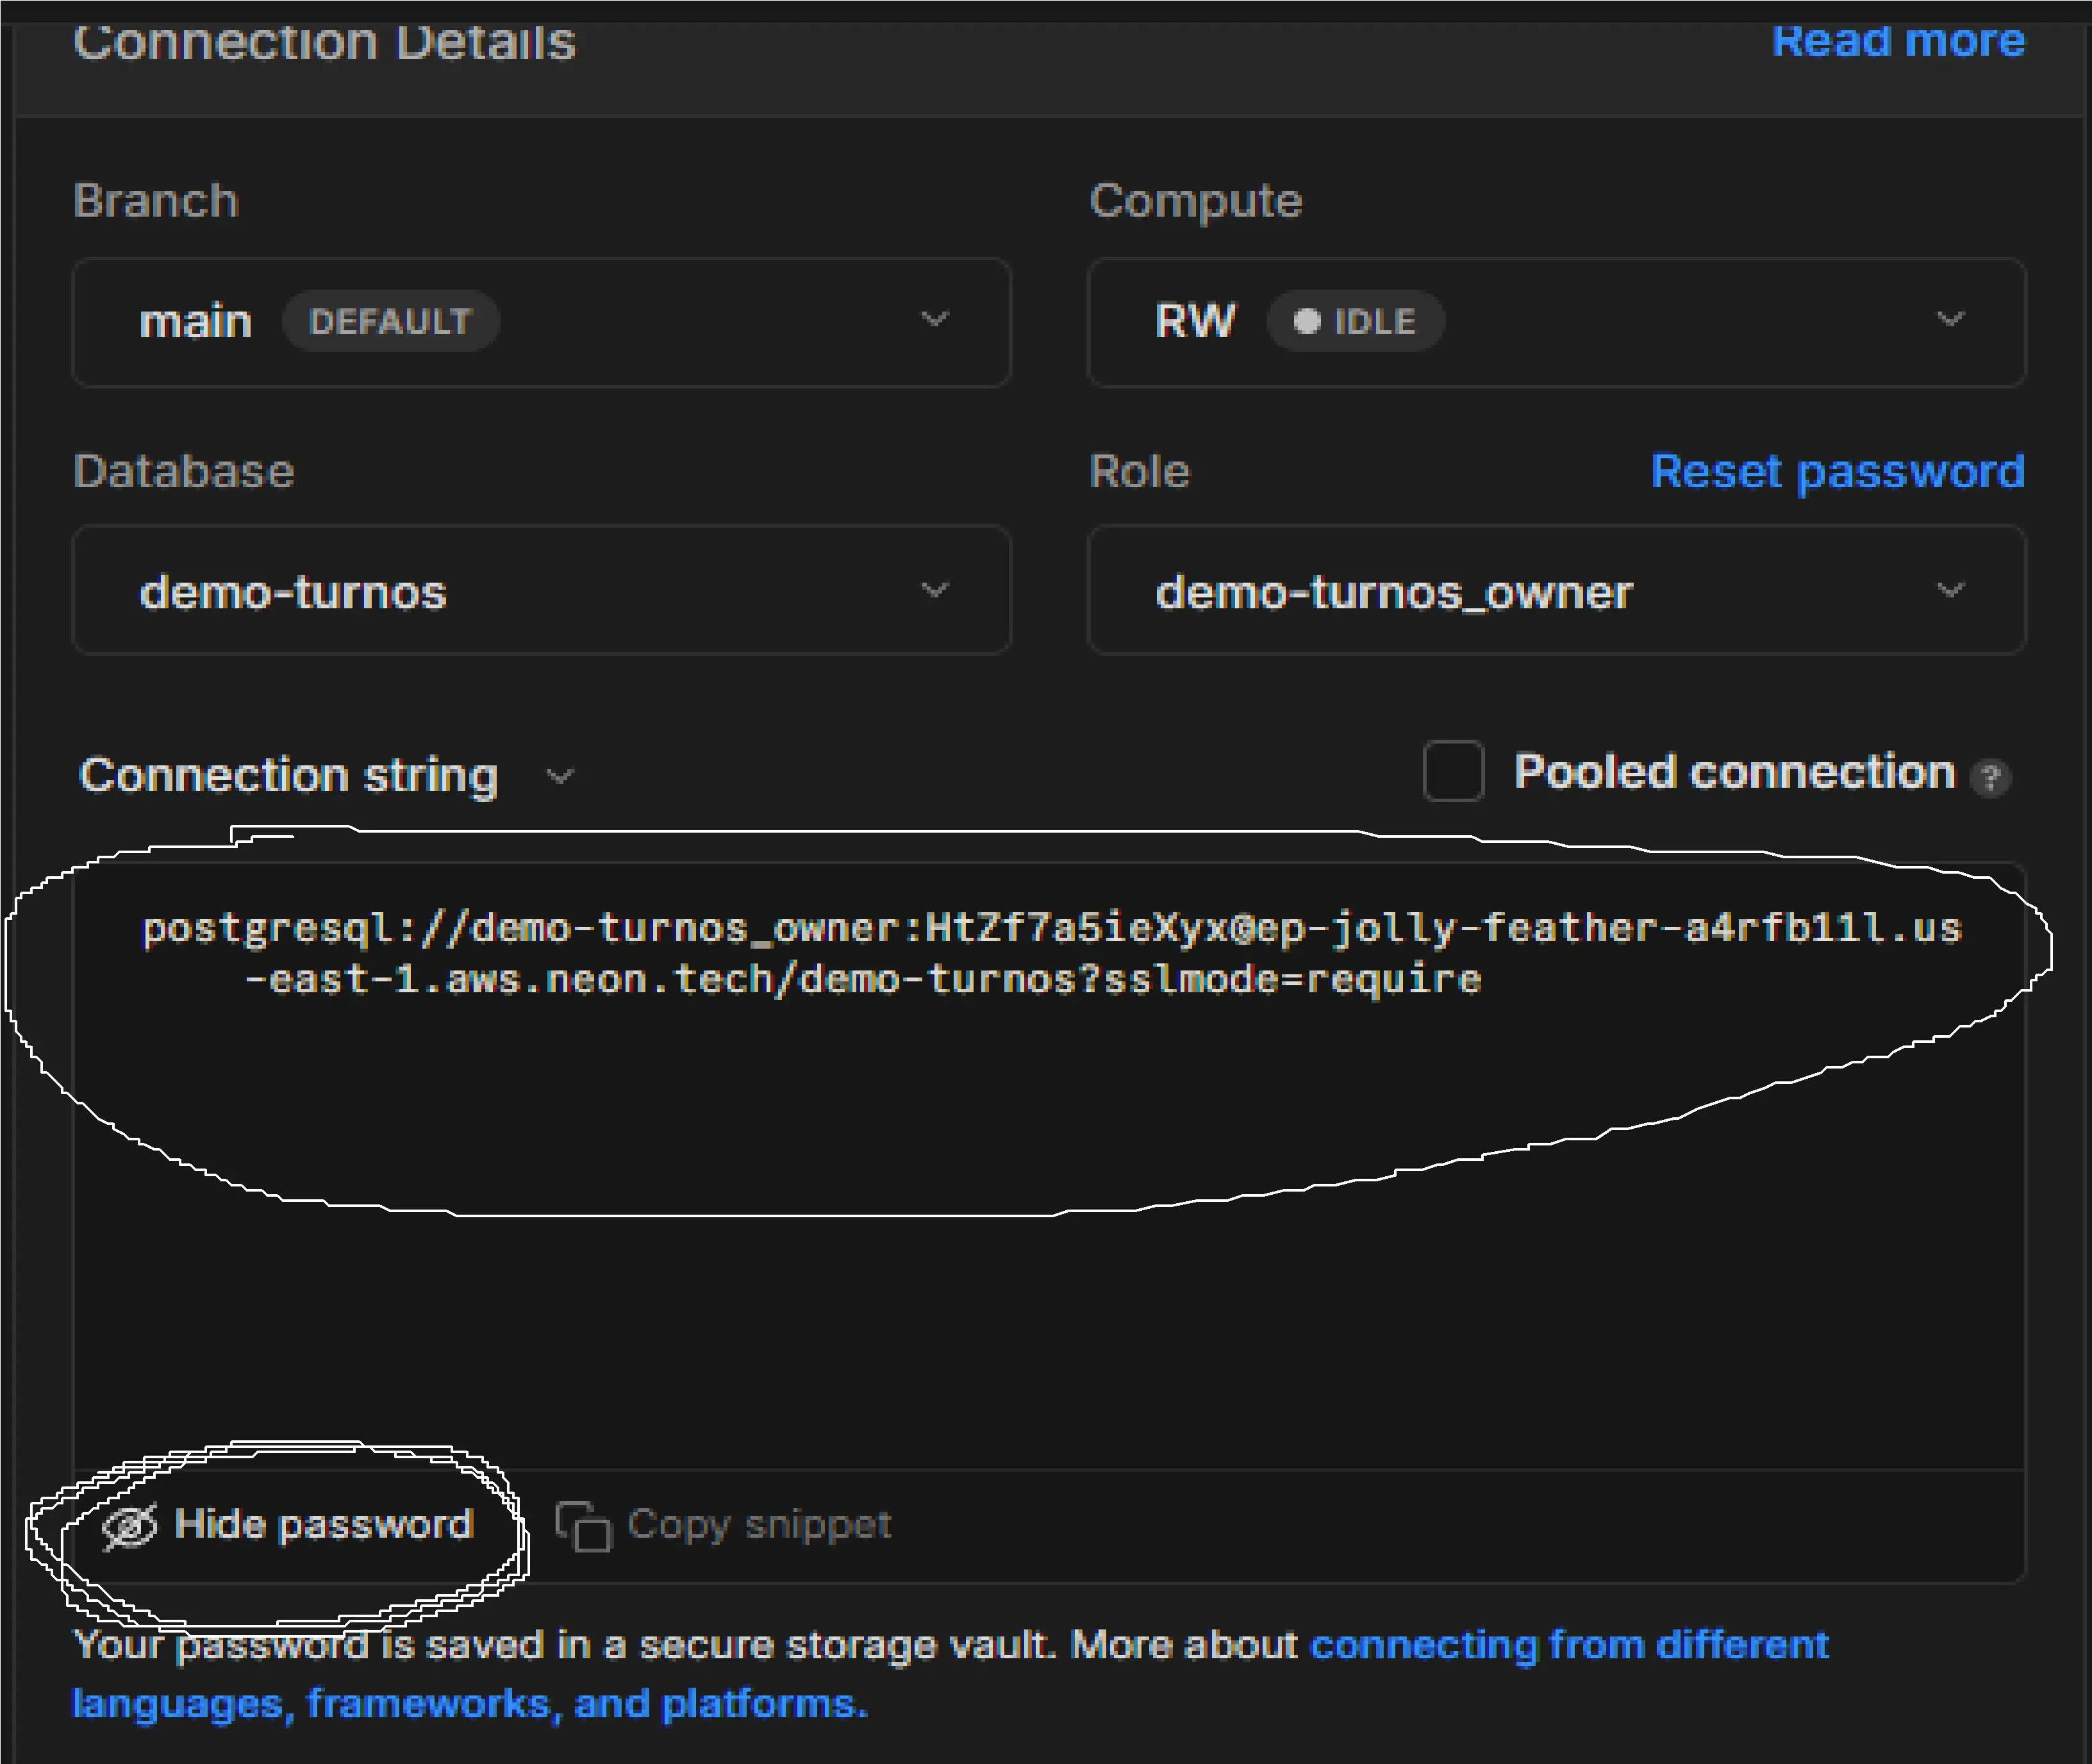 Connection Details
Read more
Branch
Compute
main DEFAULT
RW IDLE
Database
Role
Reset password
demo-turnos
demo-turnos_owner
Connection string
Pooled connection ?
postgresql://demo-turnos_owner:HtZf7a5ieXyx@ep-jolly-feather-a4rfb11l.us
-east-1.aws.neon.tech/demo-turnos?sslmode=require
Hide password
Copy snippet
Your password is saved in a secure storage vault. More about connecting from different
languages, frameworks, and platforms.